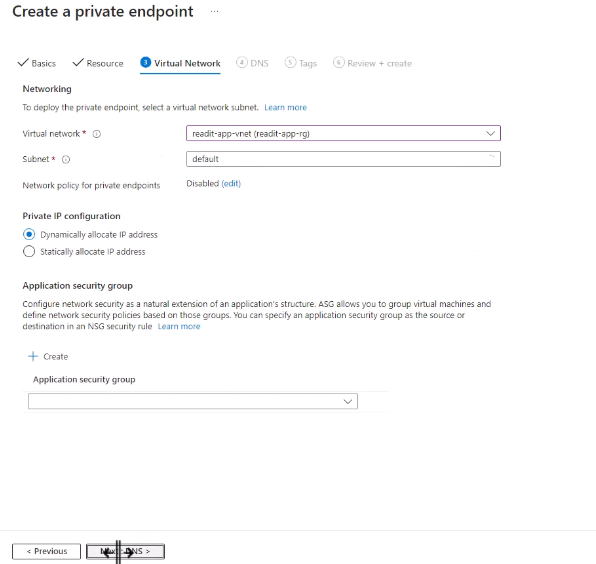 Create a private endpoint ...
Basics Resource 3 Virtual Network 4 DNS 5 Tags 6 Review + create
Networking
To deploy the private endpoint, select a virtual network subnet. Learn more
Virtual network * readit-app-vnet (readit-app-rg)
Subnet * default
Network policy for private endpoints Disabled (edit)
Private IP configuration
Dynamically allocate IP address
Statically allocate IP address
Application security group
Configure network security as a natural extension of an application's structure. ASG allows you to group virtual machines and
define network security policies based on those groups. You can specify an application security group as the source or
destination in an NSG security rule Learn more
+ Create
Application security group
< Previous Next : DNS >